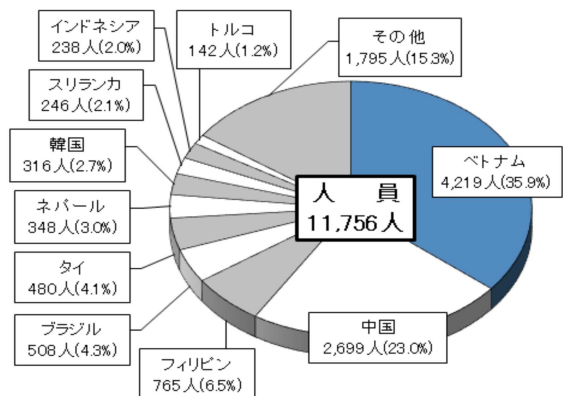 インドネシア
238人(2.0%)
トルコ
142人(1.2%)
その他
1,795人(15.3%)
スリランカ
246人(2.1%)
韓国
316人(2.7%)
ベトナム
4,219人(35.9%)
人員
11,756人
ネパール
348人(3.0%)
タイ
480人(4.1%)
ブラジル
508人(4.3%)
フィリピン
765人(6.5%)
中国
2,699人(23.0%)